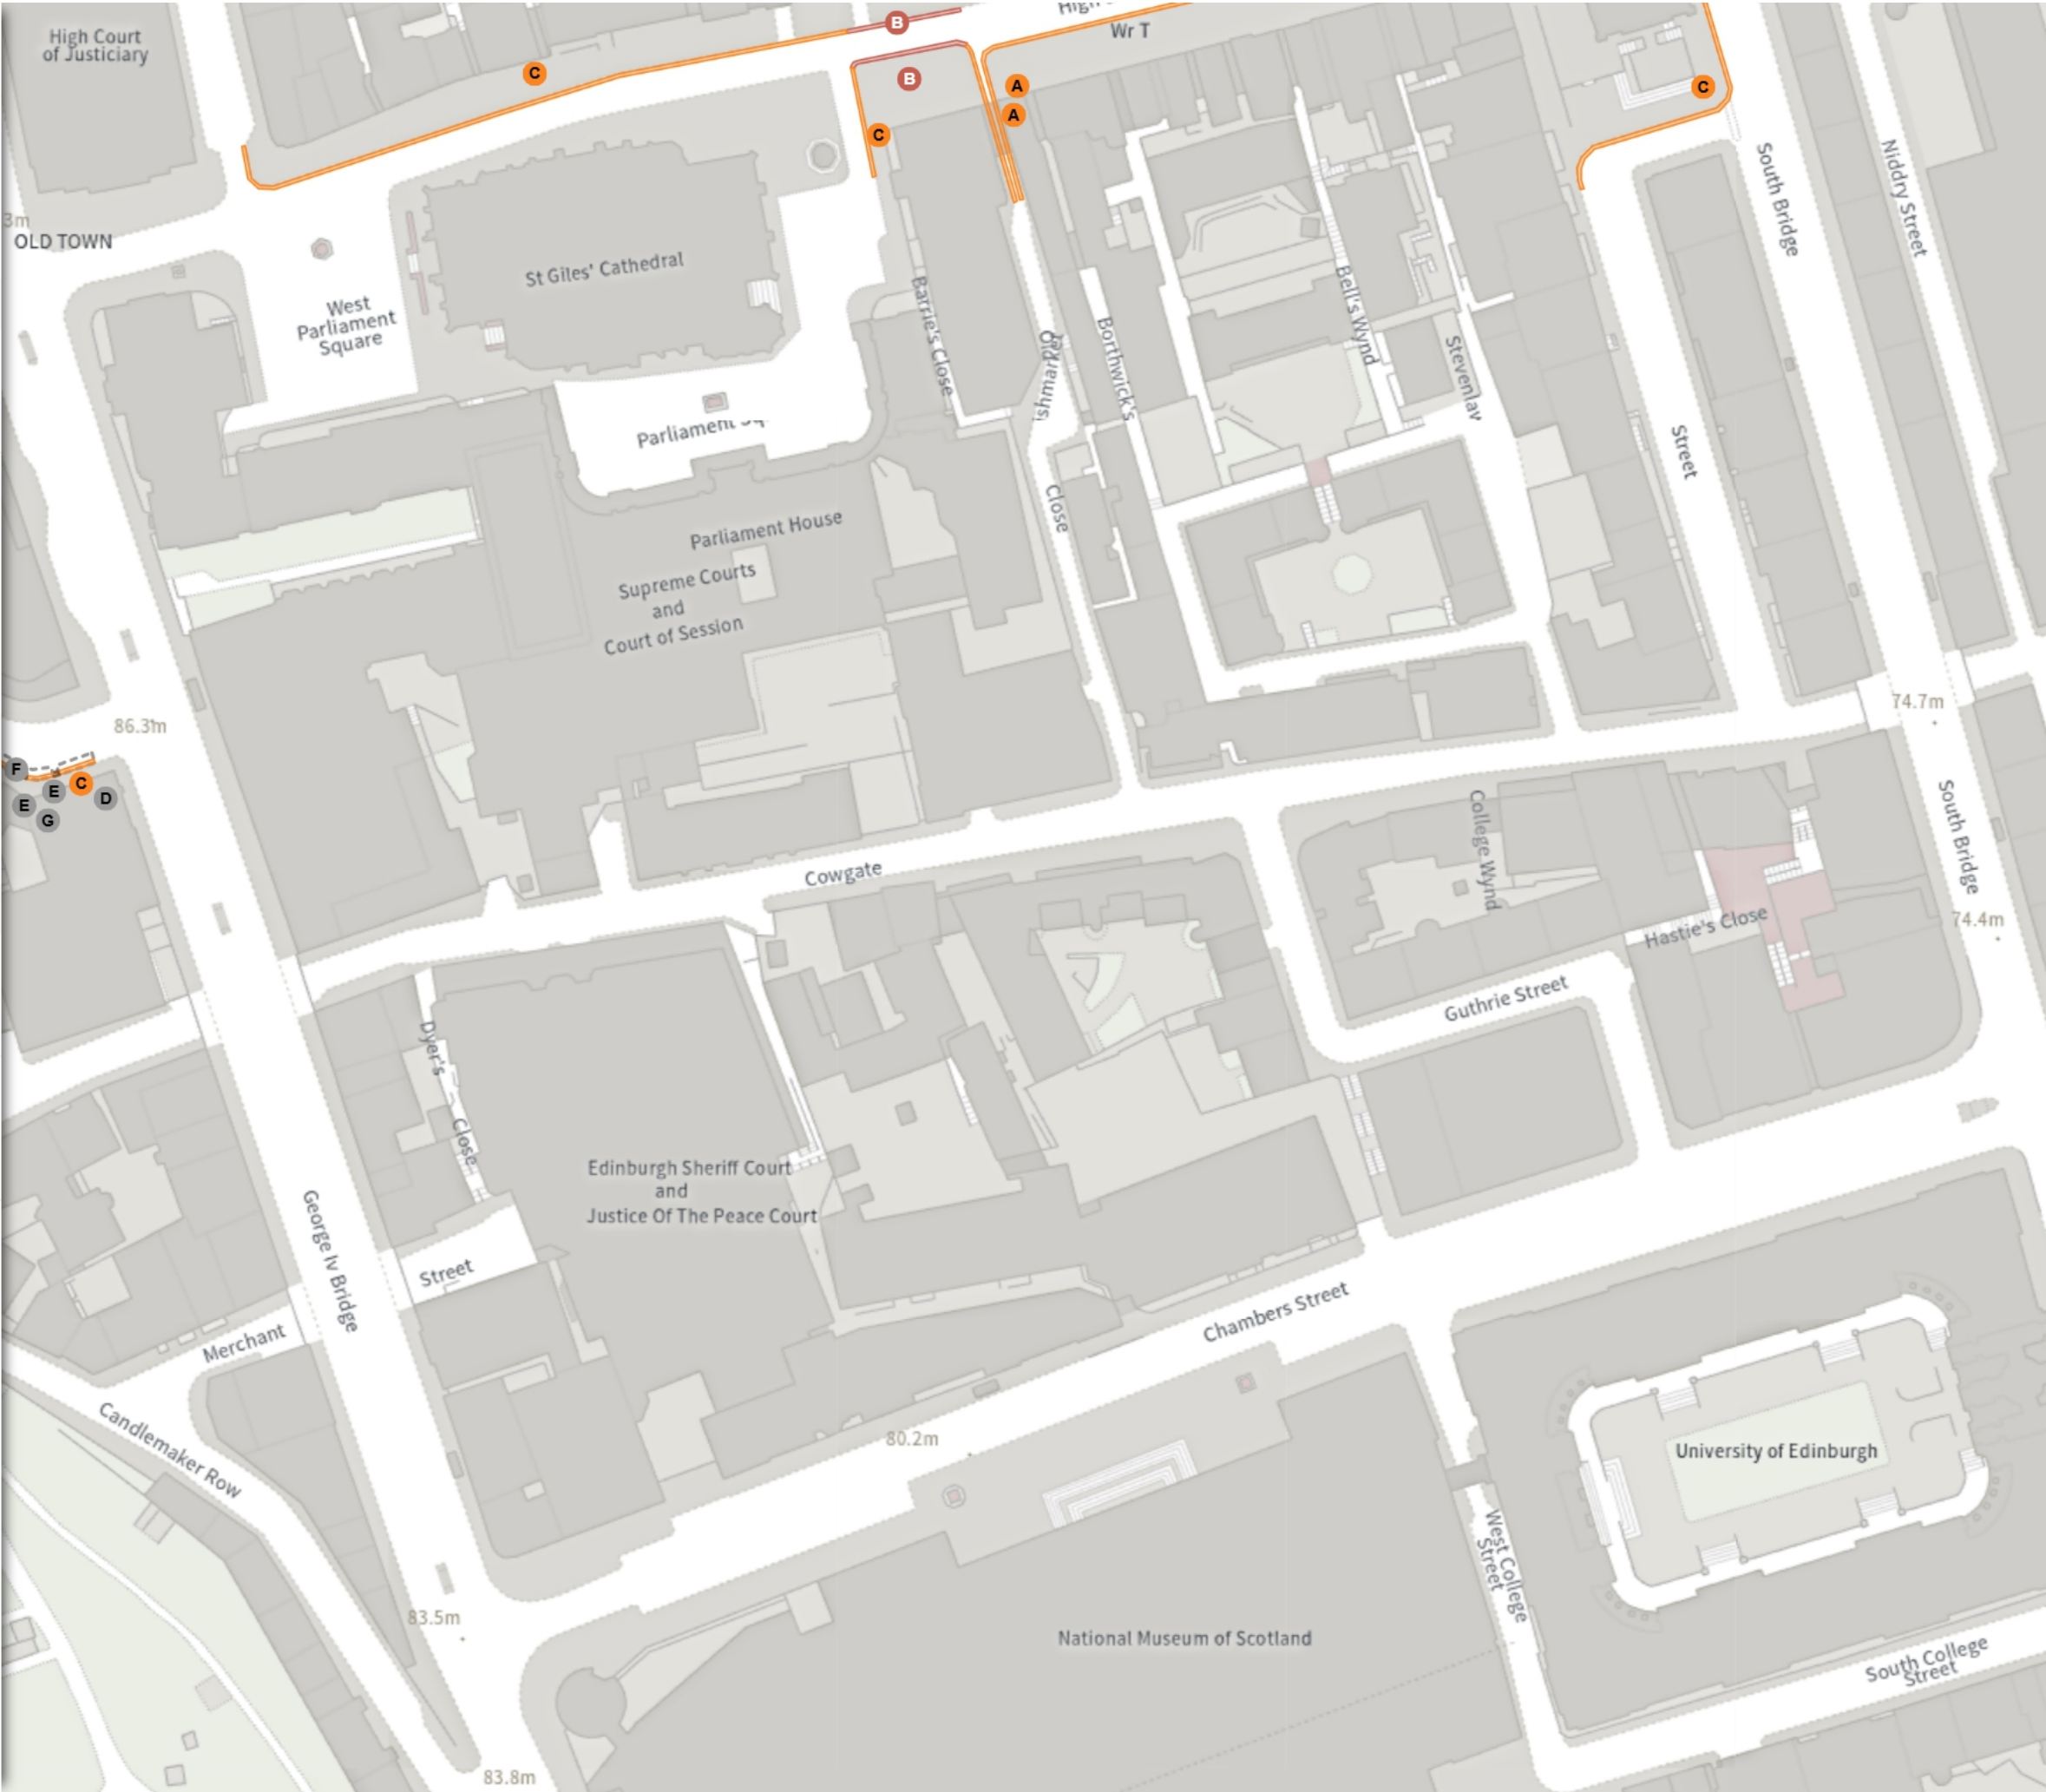 B
High
Wr T
High Court
of Justiciary
C
B
A
A
C
C
3m
OLD TOWN
South Bridge
Niddry Street
St Giles' Cathedral
West
Parliament
Square
Barrie's Close
Borthwick's
Bell's Wynd
Stevenlaw
Parliament Sq
Street
Close
Parliament House
Supreme Courts
and
Court of Session
86.3m
74.7m
F
E
C
D
E
G
College Wynd
South Bridge
Cowgate
Hastie's Close
74.4m
Guthrie Street
Dyer's
Close
Edinburgh Sheriff Court
and
Justice Of The Peace Court
George Iv Bridge
Street
Chambers Street
Merchant
Candlemaker Row
80.2m
University of Edinburgh
West College
Street
83.5m
National Museum of Scotland
South College
Street
83.8m